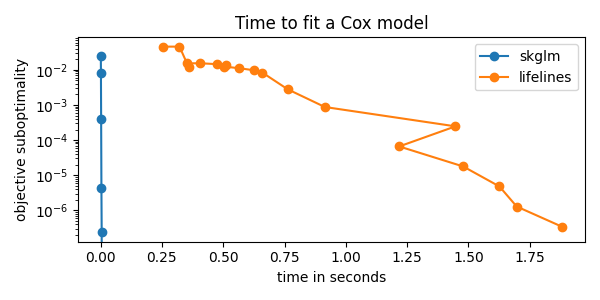 Time to fit a Cox model
objective suboptimality
10⁻²
10⁻³
10⁻⁴
10⁻⁵
10⁻⁶
skglm
lifelines
0.00 0.25 0.50 0.75 1.00 1.25 1.50 1.75
time in seconds